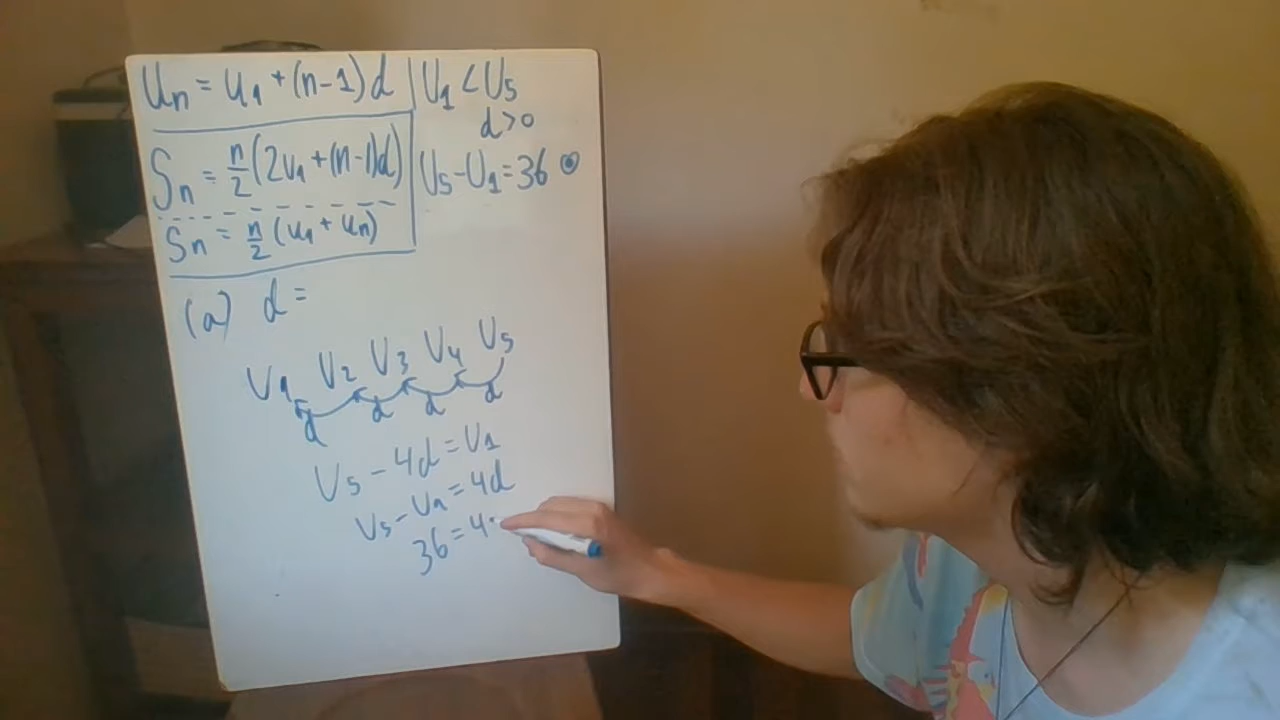 Un = U1 + (n-1)d
U1 < U5
d > 0
Sn = n/2 (2U1 + (n-1)d)
U5 - U1 = 36
Sn = n/2 (U1 + Un)
(a) d =
U1 U2 U3 U4 U5
d d d d
U5 - 4d = U1
U5 - U1 = 4d
36 = 4